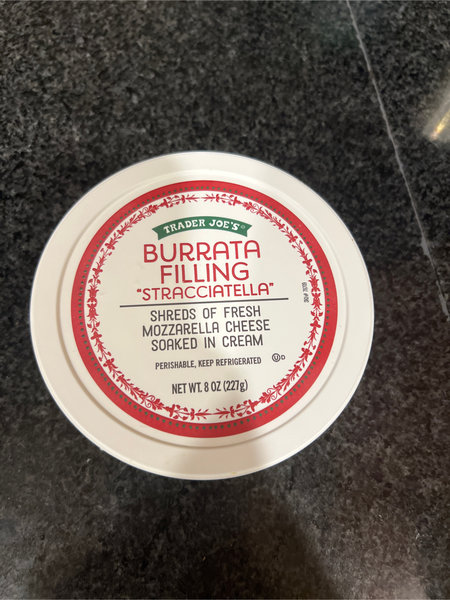 TRADER JOE'S®
BURRATA
FILLING
"STRACCIATELLA"
SHREDS OF FRESH
MOZZARELLA CHEESE
SOAKED IN CREAM
PERISHABLE, KEEP REFRIGERATED
U D
NET WT. 8 OZ (227g)